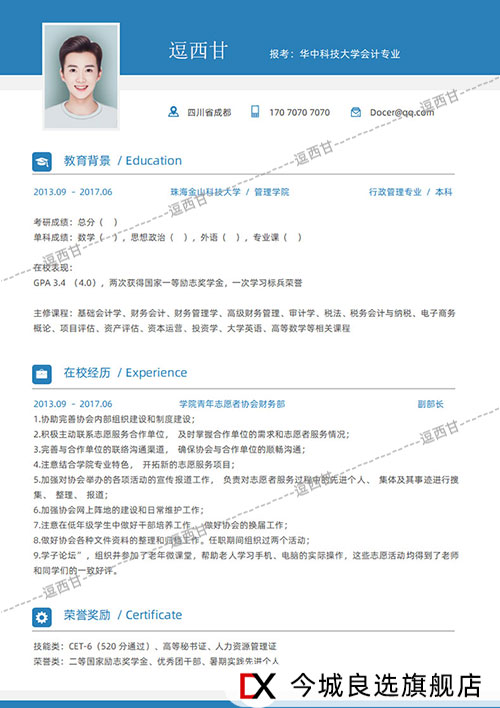 逗西甘
报考：华中科技大学会计专业
四川省成都
170 7070 7070
Docer@qq.com
逗西甘
教育背景 / Education
逗西甘
2013.09 - 2017.06
珠海金山科技大学 / 管理学院
行政管理专业 / 本科
逗西甘
考研成绩：总分（ ）
单科成绩：数学（ ），思想政治（ ），外语（ ），专业课（ ）
逗西甘
在校表现：
GPA 3.4 （4.0），两次获得国家一等励志奖学金，一次学习标兵荣誉
主修课程：基础会计学、财务会计、财务管理学、高级财务管理、审计学、税法、税务会计与纳税、电子商务
概论、项目评估、资产评估、资本运营、投资学、大学英语、高等数学等相关课程
在校经历 / Experience
2013.09 - 2017.06
学院青年志愿者协会财务部
副部长
1.协助完善协会内部组织建设和制度建设；
2.积极主动联系志愿服务合作单位， 及时掌握合作单位的需求和志愿者服务情况；
逗西甘
3.完善与合作单位的联络沟通渠道， 确保协会与合作单位的顺畅沟通；
4.注意结合学院专业特色， 开拓新的志愿服务项目；
5.加强对协会举办的各项活动的宣传报道工作， 负责对志愿者服务过程中的先进个人、 集体及其事迹进行搜
集、 整理、 报道；
逗西甘
6.加强协会网上阵地的建设和日常维护工作；
7.注意在低年级学生中做好干部培养工作， 做好协会的换届工作；
8.做好协会各种文件资料的整理和归档工作。任职期间组织过两个活动；
逗西甘
9.学子论坛”，组织并参加了老年微课堂，帮助老人学习手机、电脑的实际操作，这些志愿活动均得到了老师
和同学们的一致好评。
逗西甘
荣誉奖励 / Certificate
技能类：CET-6（520 分通过）、高等秘书证、人力资源管理证
荣誉类：二等国家励志奖学金、优秀团干部、暑期实践先进个人
DX 今城良选旗舰店